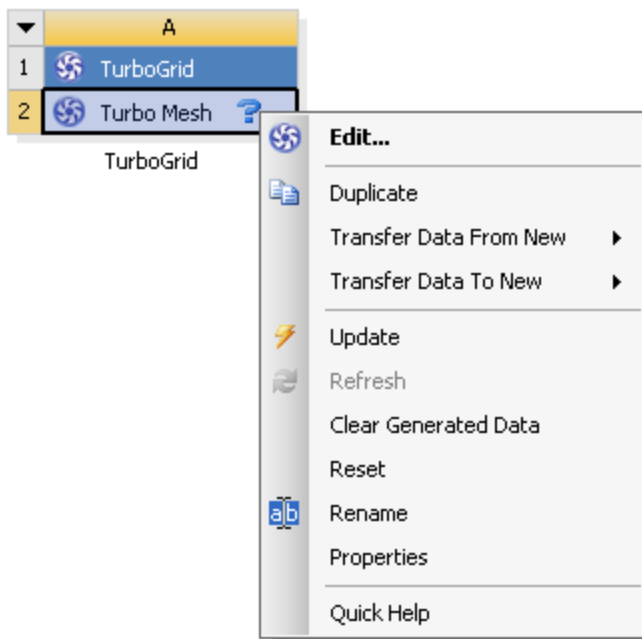 A
1 TurboGrid
2 Turbo Mesh ?
TurboGrid
Edit...
Duplicate
Transfer Data From New
Transfer Data To New
Update
Refresh
Clear Generated Data
Reset
ab Rename
Properties
Quick Help